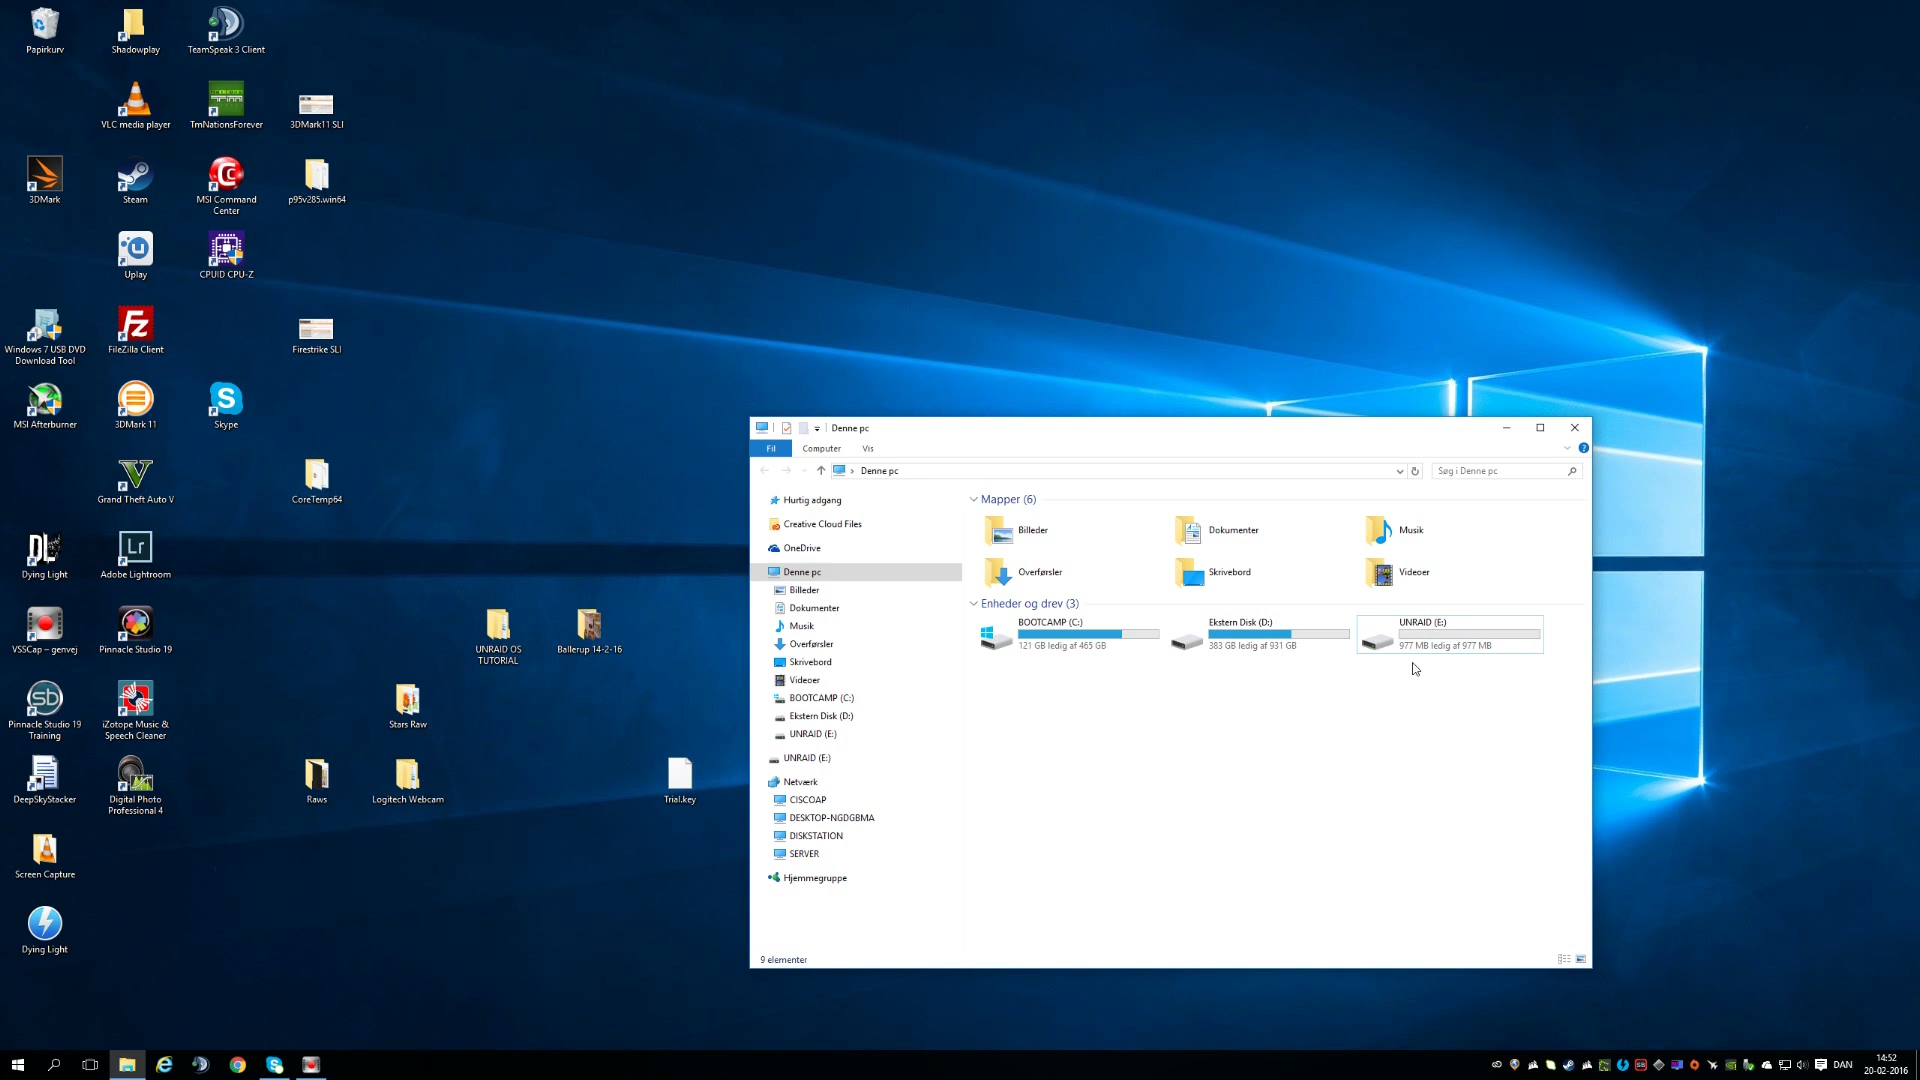 Papirkurv
Shadowplay
TeamSpeak 3 Client
VLC media player
TmNationsForever
3DMark11 SLI
3DMark
Steam
MSI Command
Center
p95v285.win64
Uplay
CPUID CPU-Z
Windows 7 USB DVD
Download Tool
FileZilla Client
Firestrike SLI
MSI Afterburner
3DMark 11
Skype
Grand Theft Auto V
CoreTemp64
Dying Light
Adobe Lightroom
VSSCap – genvej
Pinnacle Studio 19
UNRAID OS
TUTORIAL
Ballerup 14-2-16
Pinnacle Studio 19
Training
iZotope Music &
Speech Cleaner
Stars Raw
DeepSkyStacker
Digital Photo
Professional 4
Raws
Logitech Webcam
Trial.key
Screen Capture
Dying Light
Denne pc
Fil
Computer
Vis
Denne pc
Søg i Denne pc
Hurtig adgang
Creative Cloud Files
OneDrive
Denne pc
Billeder
Dokumenter
Musik
Overførsler
Skrivebord
Videoer
BOOTCAMP (C:)
Ekstern Disk (D:)
UNRAID (E:)
UNRAID (E:)
Netværk
CISCOAP
DESKTOP-NGDGBMA
DISKSTATION
SERVER
Hjemmegruppe
Mapper (6)
Billeder
Dokumenter
Musik
Overførsler
Skrivebord
Videoer
Enheder og drev (3)
BOOTCAMP (C:)
121 GB ledig af 465 GB
Ekstern Disk (D:)
383 GB ledig af 931 GB
UNRAID (E:)
977 MB ledig af 977 MB
9 elementer
DAN
14:52
20-02-2016